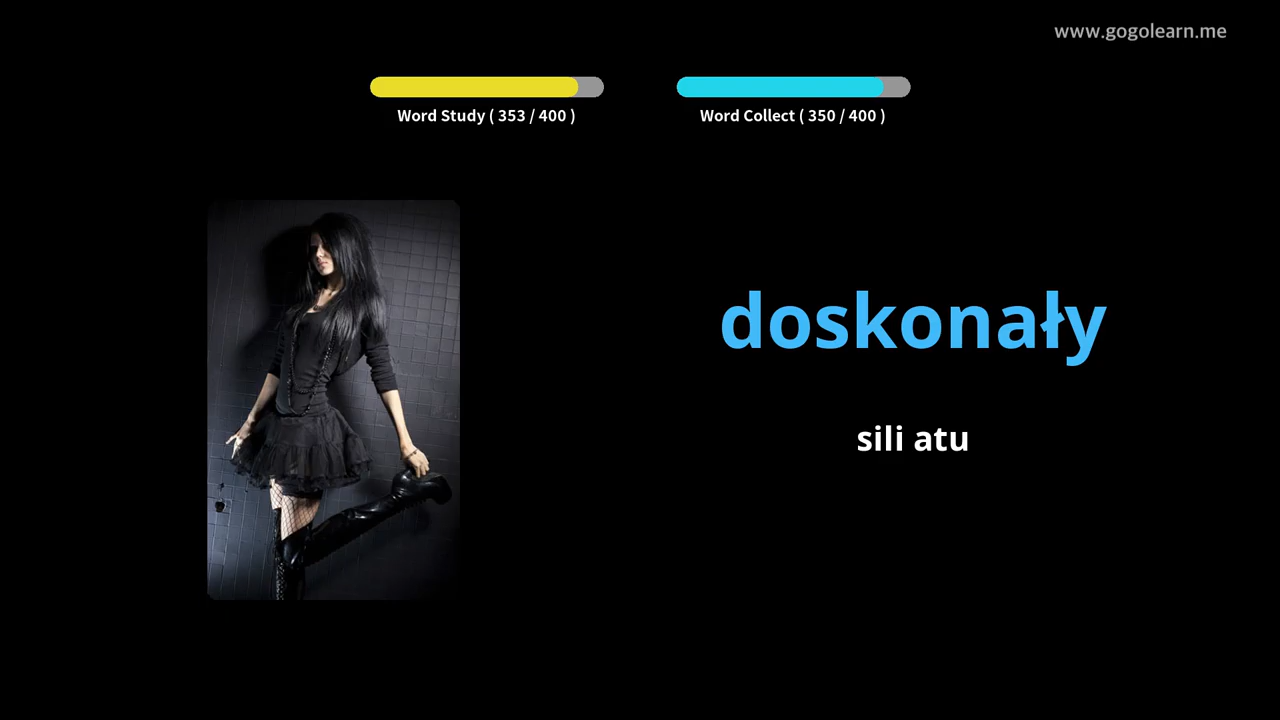 www.gogolearn.me
Word Study ( 353 / 400 )
Word Collect ( 350 / 400 )
doskonały
sili atu